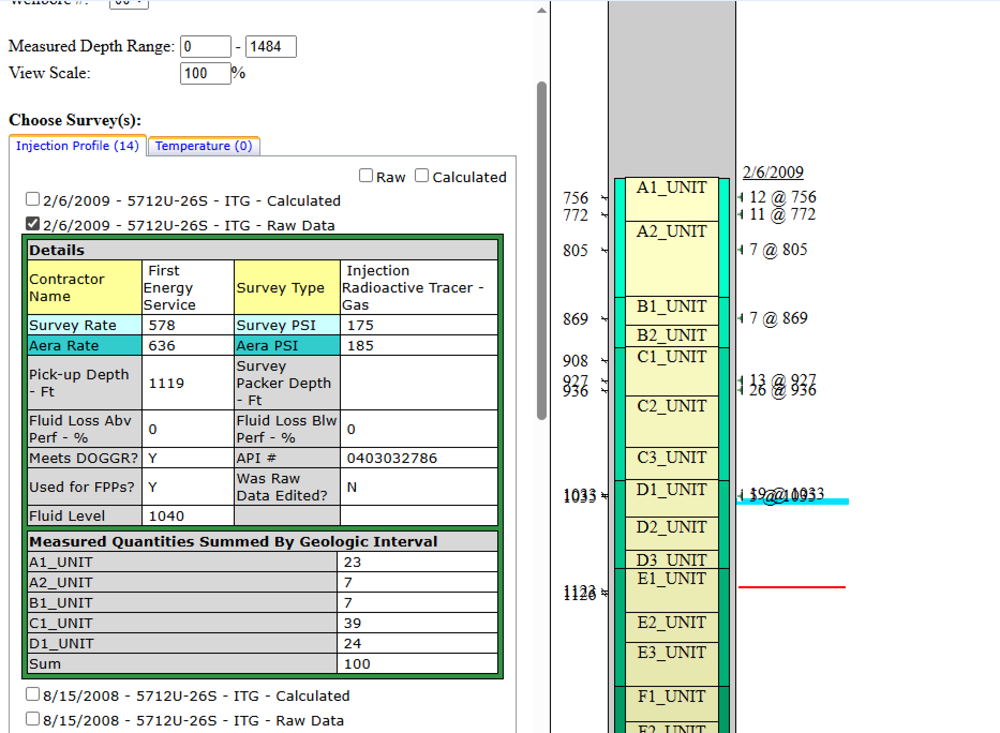 Measured Depth Range: 0 - 1484
View Scale: 100 %
Choose Survey(s):
Injection Profile (14) Temperature (0)
Raw Calculated
2/6/2009 - 5712U-26S - ITG - Calculated
2/6/2009 - 5712U-26S - ITG - Raw Data
Details
Contractor Name First Energy Service Survey Type Injection Radioactive Tracer - Gas
Survey Rate 578 Survey PSI 175
Aera Rate 636 Aera PSI 185
Pick-up Depth - Ft 1119 Survey Packer Depth - Ft
Fluid Loss Abv Perf - % 0 Fluid Loss Blw Perf - % 0
Meets DOGGR? Y API # 0403032786
Used for FPPs? Y Was Raw Data Edited? N
Fluid Level 1040
Measured Quantities Summed By Geologic Interval
A1_UNIT 23
A2_UNIT 7
B1_UNIT 7
C1_UNIT 39
D1_UNIT 24
Sum 100
8/15/2008 - 5712U-26S - ITG - Calculated
8/15/2008 - 5712U-26S - ITG - Raw Data
2/6/2009
A1_UNIT
756 12 @ 756
772 11 @ 772
A2_UNIT
805 7 @ 805
B1_UNIT
869 7 @ 869
B2_UNIT
C1_UNIT
908
927 13 @ 927
936 26 @ 936
C2_UNIT
C3_UNIT
D1_UNIT
1033 19 @ 1033
1035 5 @ 1035
D2_UNIT
D3_UNIT
E1_UNIT
1126
E2_UNIT
E3_UNIT
F1_UNIT
F2_UNIT